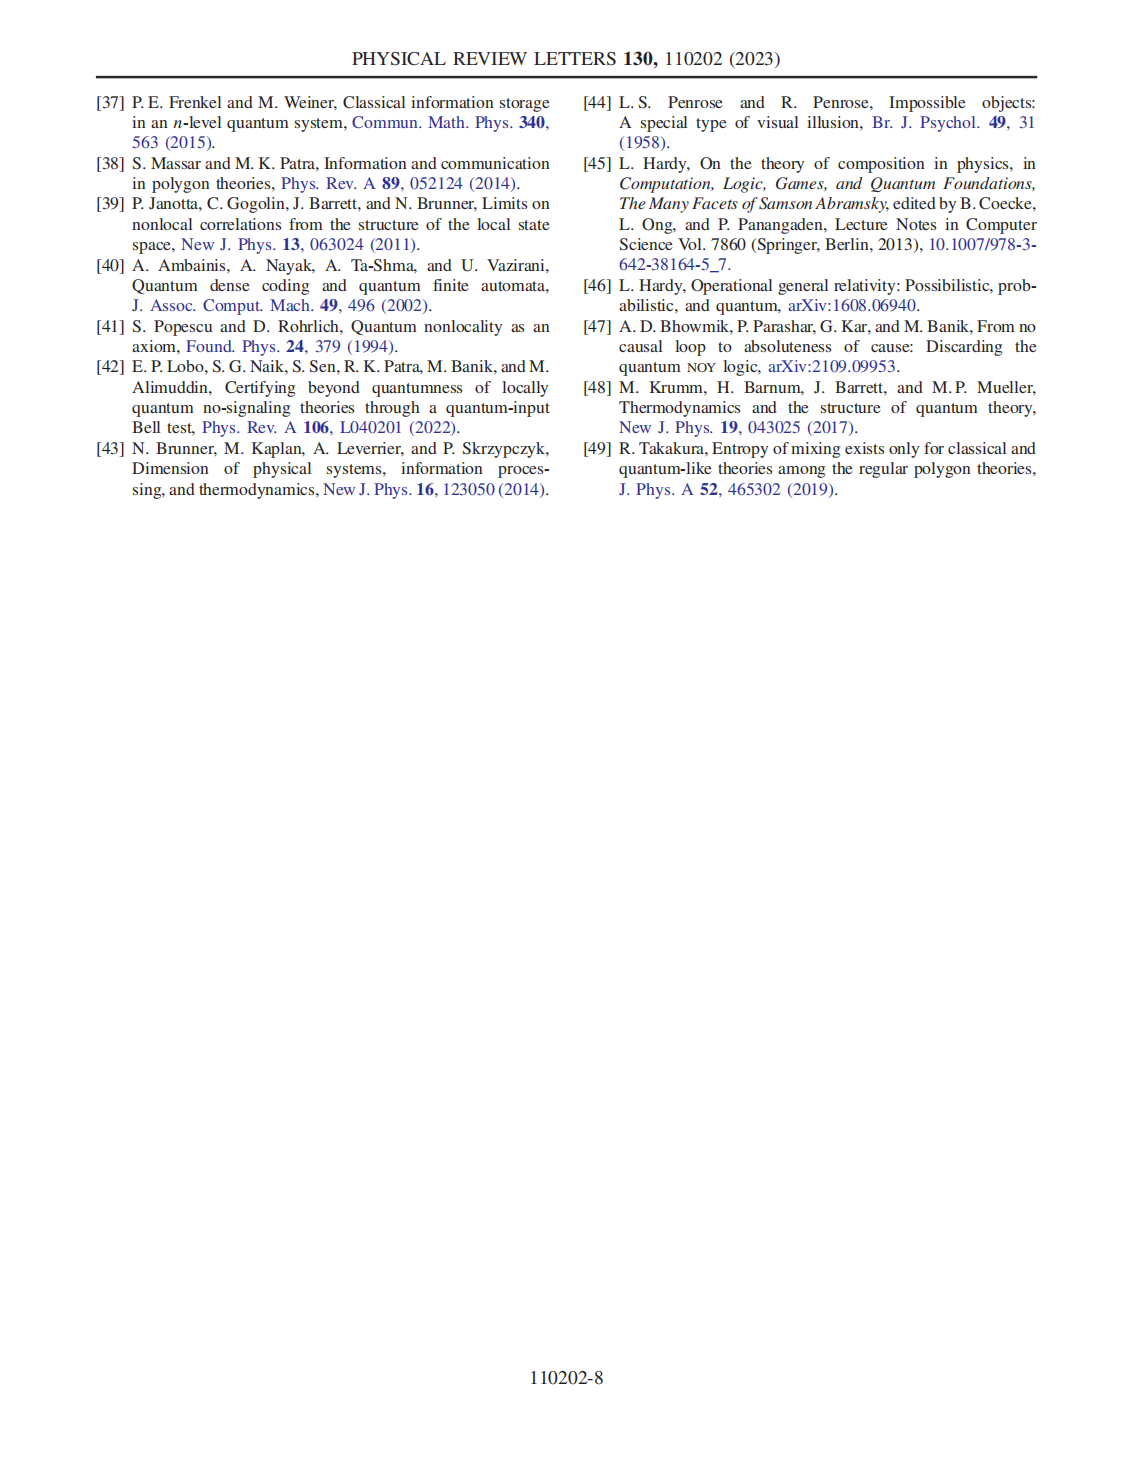 PHYSICAL REVIEW LETTERS 130, 110202 (2023)
[37] P. E. Frenkel and M. Weiner, Classical information storage
in an n-level quantum system, Commun. Math. Phys. 340,
563 (2015).
[38] S. Massar and M. K. Patra, Information and communication
in polygon theories, Phys. Rev. A 89, 052124 (2014).
[39] P. Janotta, C. Gogolin, J. Barrett, and N. Brunner, Limits on
nonlocal correlations from the structure of the local state
space, New J. Phys. 13, 063024 (2011).
[40] A. Ambainis, A. Nayak, A. Ta-Shma, and U. Vazirani,
Quantum dense coding and quantum finite automata,
J. Assoc. Comput. Mach. 49, 496 (2002).
[41] S. Popescu and D. Rohrlich, Quantum nonlocality as an
axiom, Found. Phys. 24, 379 (1994).
[42] E. P. Lobo, S. G. Naik, S. Sen, R. K. Patra, M. Banik, and M.
Alimuddin, Certifying beyond quantumness of locally
quantum no-signaling theories through a quantum-input
Bell test, Phys. Rev. A 106, L040201 (2022).
[43] N. Brunner, M. Kaplan, A. Leverrier, and P. Skrzypczyk,
Dimension of physical systems, information proces-
sing, and thermodynamics, New J. Phys. 16, 123050 (2014).
[44] L. S. Penrose and R. Penrose, Impossible objects:
A special type of visual illusion, Br. J. Psychol. 49, 31
(1958).
[45] L. Hardy, On the theory of composition in physics, in
Computation, Logic, Games, and Quantum Foundations,
The Many Facets of Samson Abramsky, edited by B. Coecke,
L. Ong, and P. Panangaden, Lecture Notes in Computer
Science Vol. 7860 (Springer, Berlin, 2013), 10.1007/978-3-
642-38164-5_7.
[46] L. Hardy, Operational general relativity: Possibilistic, prob-
abilistic, and quantum, arXiv:1608.06940.
[47] A. D. Bhowmik, P. Parashar, G. Kar, and M. Banik, From no
causal loop to absoluteness of cause: Discarding the
quantum NOY logic, arXiv:2109.09953.
[48] M. Krumm, H. Barnum, J. Barrett, and M. P. Mueller,
Thermodynamics and the structure of quantum theory,
New J. Phys. 19, 043025 (2017).
[49] R. Takakura, Entropy of mixing exists only for classical and
quantum-like theories among the regular polygon theories,
J. Phys. A 52, 465302 (2019).
110202-8